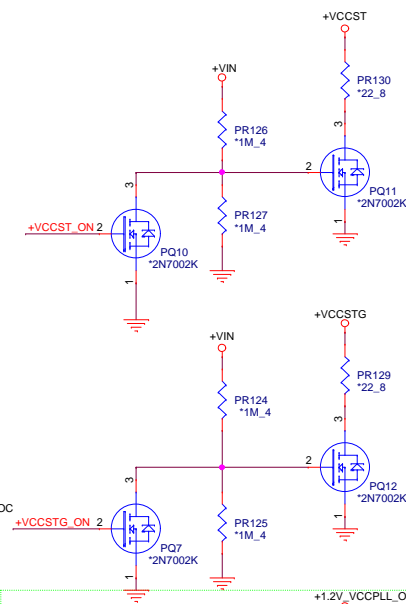 +VCCST
PR130
*22_8
+VIN
PR126
*1M_4
3
2
PQ11
*2N7002K
1
3
PR127
*1M_4
+VCCST_ON 2
PQ10
*2N7002K
1
+VCCSTG
PR129
*22_8
+VIN
PR124
*1M_4
3
2
PQ12
*2N7002K
1
3
OC
+VCCSTG_ON 2
PR125
*1M_4
PQ7
*2N7002K
1
+1.2V_VCCPLL_O